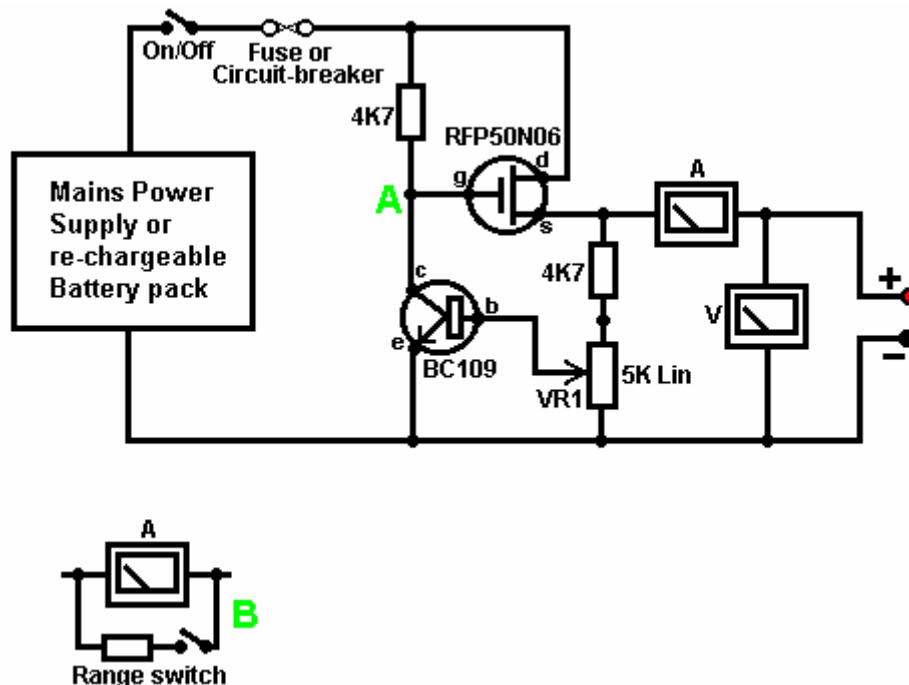 On/Off
Fuse or
Circuit-breaker
4K7
RFP50N06
d
g
A
s
A
Mains Power
Supply or
re-chargeable
Battery pack
4K7
c
b
e
BC109
V
+
−
5K Lin
VR1
A
B
Range switch